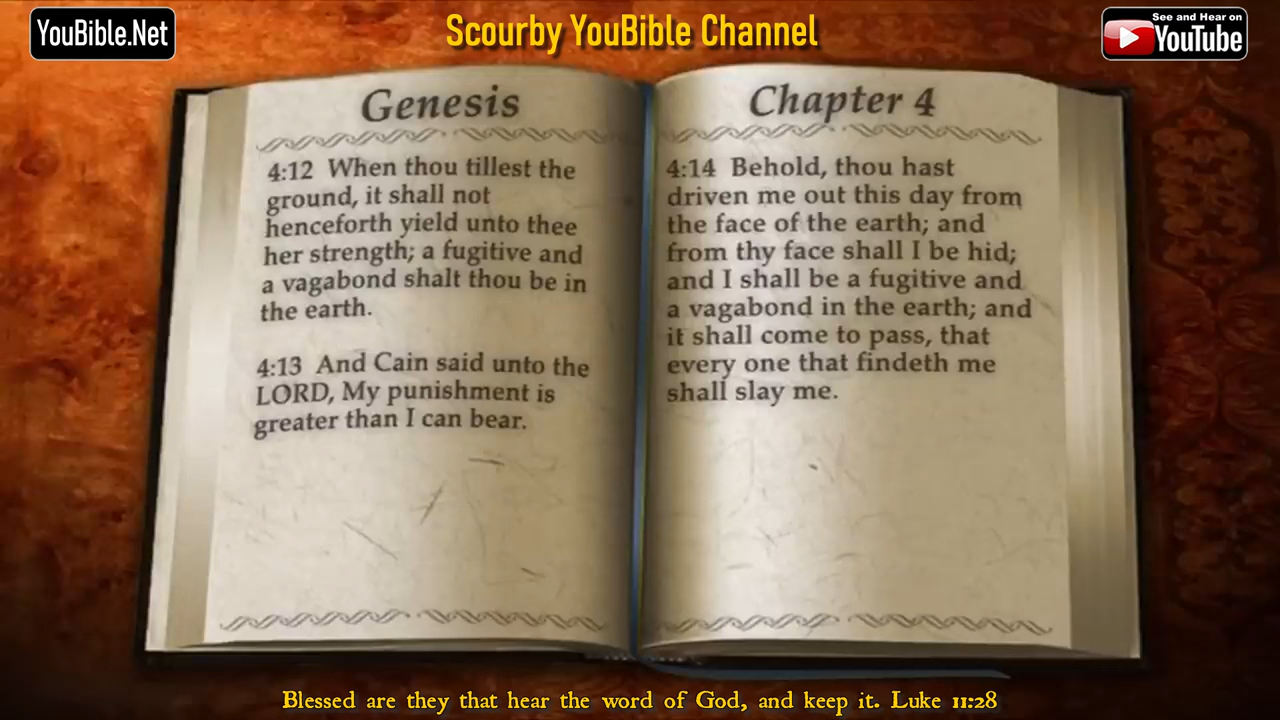 YouBible.Net
Scourby YouBible Channel
See and Hear on
YouTube
Genesis
4:12 When thou tillest the
ground, it shall not
henceforth yield unto thee
her strength; a fugitive and
a vagabond shalt thou be in
the earth.
4:13 And Cain said unto the
LORD, My punishment is
greater than I can bear.
Chapter 4
4:14 Behold, thou hast
driven me out this day from
the face of the earth; and
from thy face shall I be hid;
and I shall be a fugitive and
a vagabond in the earth; and
it shall come to pass, that
every one that findeth me
shall slay me.
Blessed are they that hear the word of God, and keep it. Luke 11:28